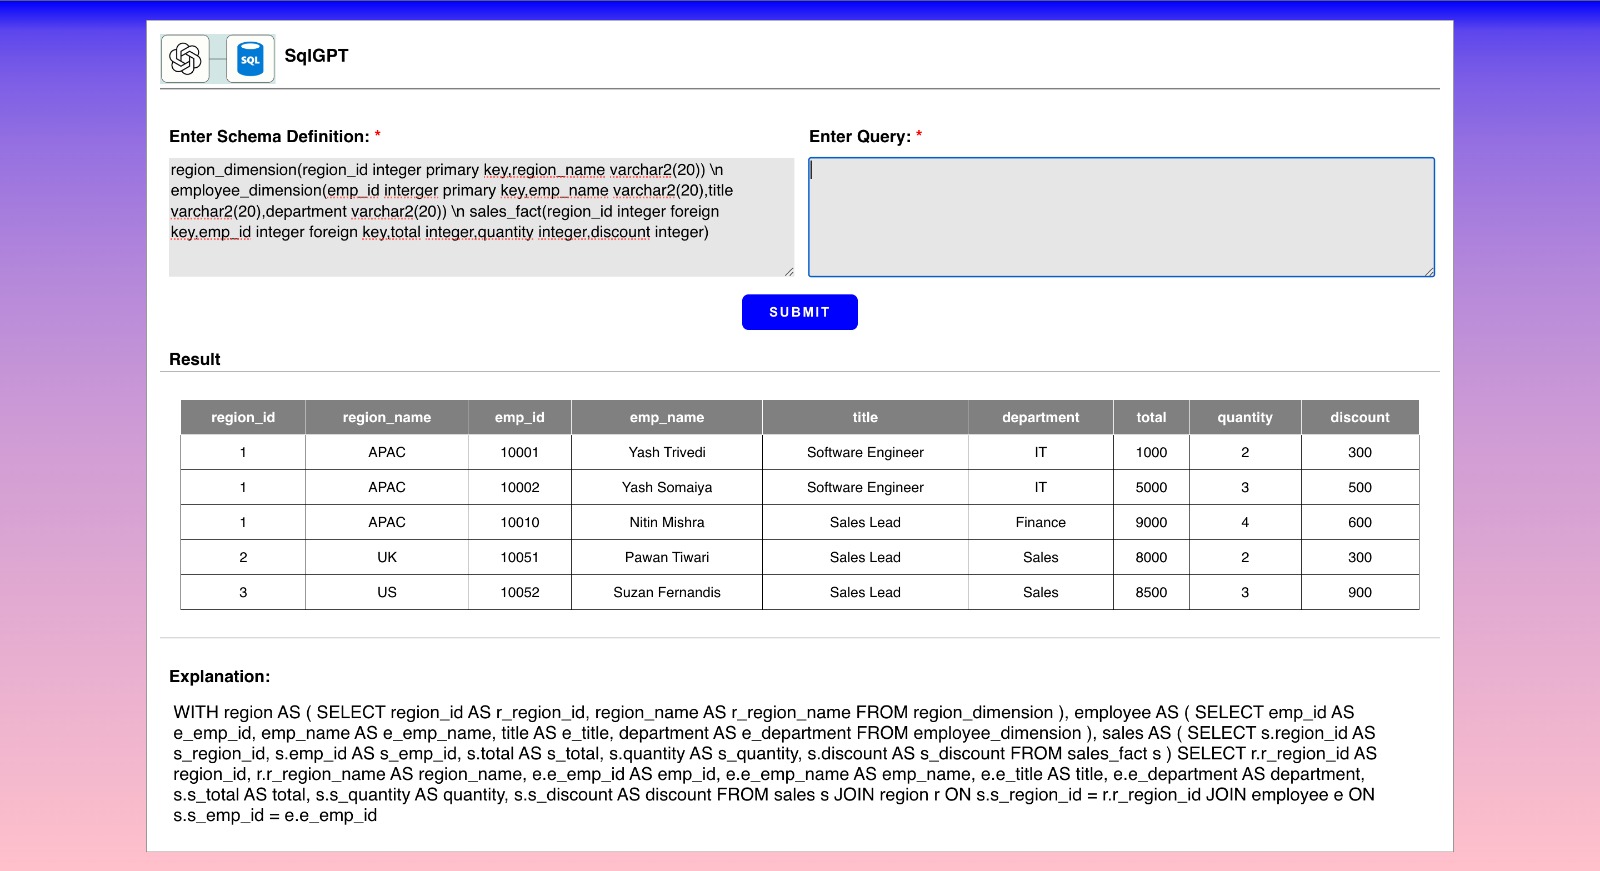 SQL
SqlGPT
Enter Schema Definition: *
region_dimension(region_id integer primary key,region_name varchar2(20)) \n
employee_dimension(emp_id interger primary key,emp_name varchar2(20),title
varchar2(20),department varchar2(20)) \n sales_fact(region_id integer foreign
key,emp_id integer foreign key,total integer,quantity integer,discount integer)
Enter Query: *
SUBMIT
Result
region_id region_name emp_id emp_name title department total quantity discount
1 APAC 10001 Yash Trivedi Software Engineer IT 1000 2 300
1 APAC 10002 Yash Somaiya Software Engineer IT 5000 3 500
1 APAC 10010 Nitin Mishra Sales Lead Finance 9000 4 600
2 UK 10051 Pawan Tiwari Sales Lead Sales 8000 2 300
3 US 10052 Suzan Fernandis Sales Lead Sales 8500 3 900
Explanation:
WITH region AS ( SELECT region_id AS r_region_id, region_name AS r_region_name FROM region_dimension ), employee AS ( SELECT emp_id AS
e_emp_id, emp_name AS e_emp_name, title AS e_title, department AS e_department FROM employee_dimension ), sales AS ( SELECT s.region_id AS
s_region_id, s.emp_id AS s_emp_id, s.total AS s_total, s.quantity AS s_quantity, s.discount AS s_discount FROM sales_fact s ) SELECT r.r_region_id AS
region_id, r.r_region_name AS region_name, e.e_emp_id AS emp_id, e.e_emp_name AS emp_name, e.e_title AS title, e.e_department AS department,
s.s_total AS total, s.s_quantity AS quantity, s.s_discount AS discount FROM sales s JOIN region r ON s.s_region_id = r.r_region_id JOIN employee e ON
s.s_emp_id = e.e_emp_id